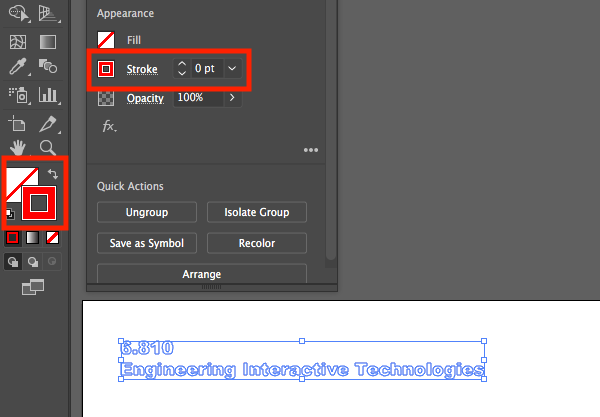 Appearance
Fill
Stroke 0 pt
Opacity 100%
fx.
Quick Actions
Ungroup Isolate Group
Save as Symbol Recolor
Arrange
6.810
Engineering Interactive Technologies